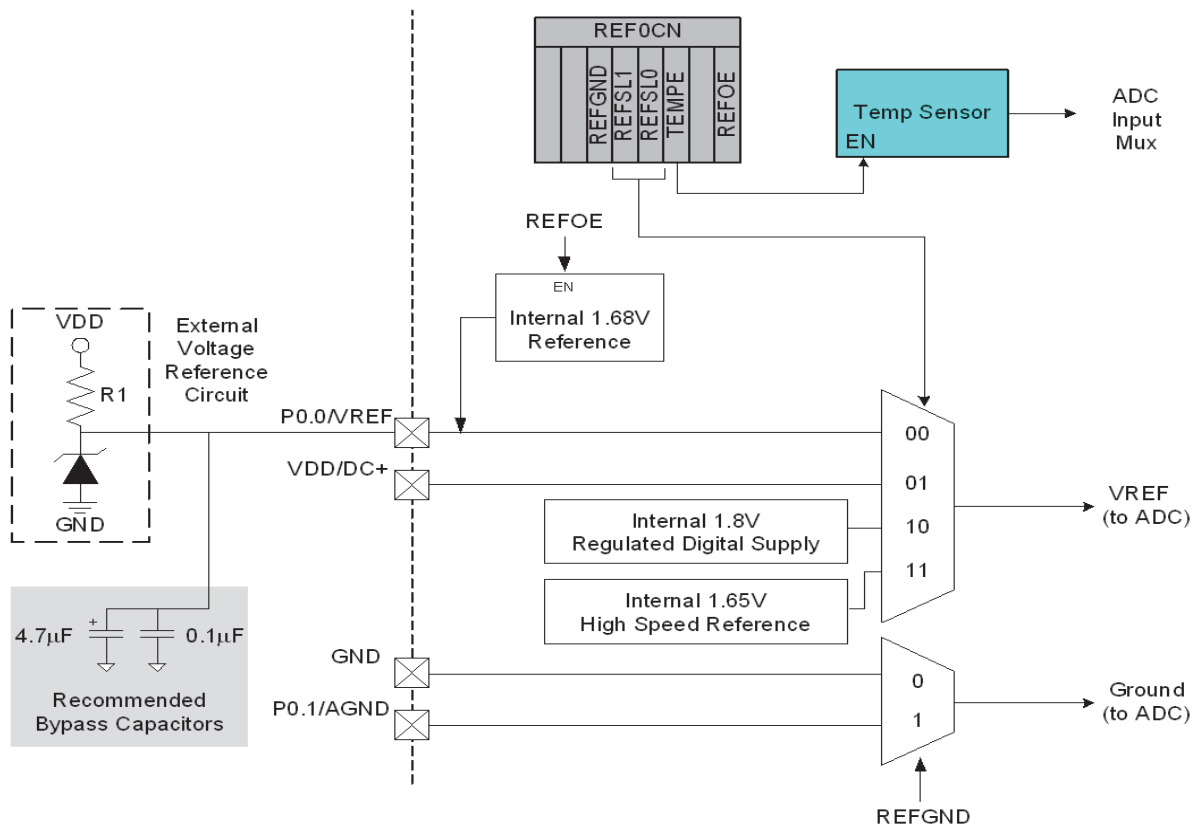 REF0CN
REFGND
REFSL1
REFSL0
TEMPE
REFOE
Temp Sensor
EN
ADC
Input
Mux
REFOE
EN
Internal 1.68V
Reference
VDD
R1
GND
External
Voltage
Reference
Circuit
P0.0/VREF
VDD/DC+
00
01
10
11
Internal 1.8V
Regulated Digital Supply
Internal 1.65V
High Speed Reference
VREF
(to ADC)
4.7µF
+
0.1µF
Recommended
Bypass Capacitors
GND
P0.1/AGND
0
1
Ground
(to ADC)
REFGND